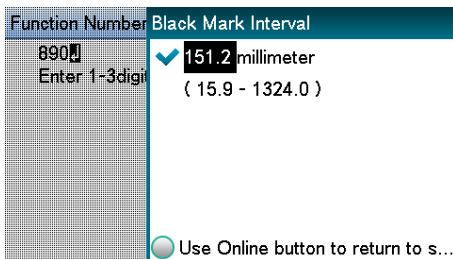 Function Number
Black Mark Interval
890
Enter 1-3digi
151.2 millimeter
( 15.9 - 1324.0 )
Use Online button to return to s...